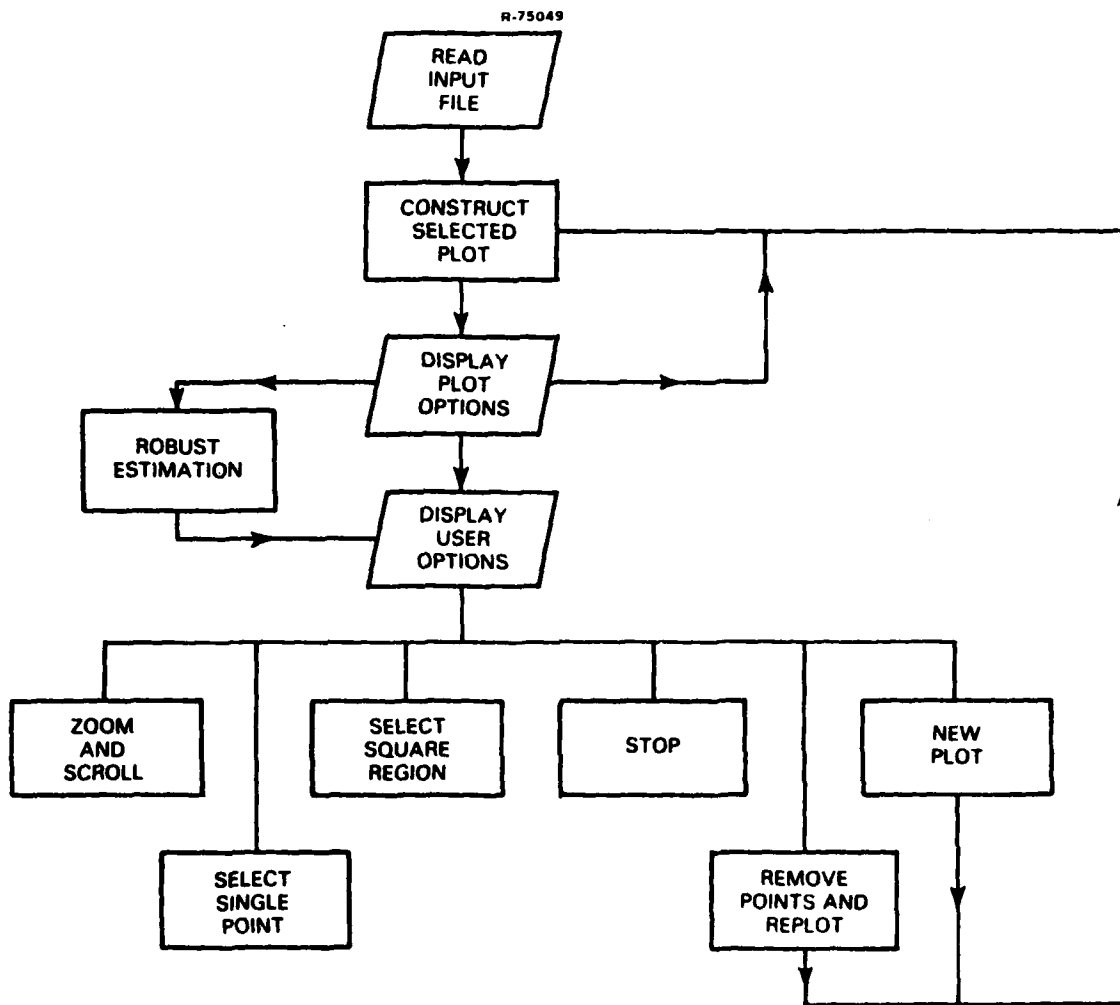 R-75049
READ
INPUT
FILE
CONSTRUCT
SELECTED
PLOT
DISPLAY
PLOT
OPTIONS
ROBUST
ESTIMATION
DISPLAY
USER
OPTIONS
ZOOM
AND
SCROLL
SELECT
SQUARE
REGION
STOP
NEW
PLOT
SELECT
SINGLE
POINT
REMOVE
POINTS AND
REPLOT